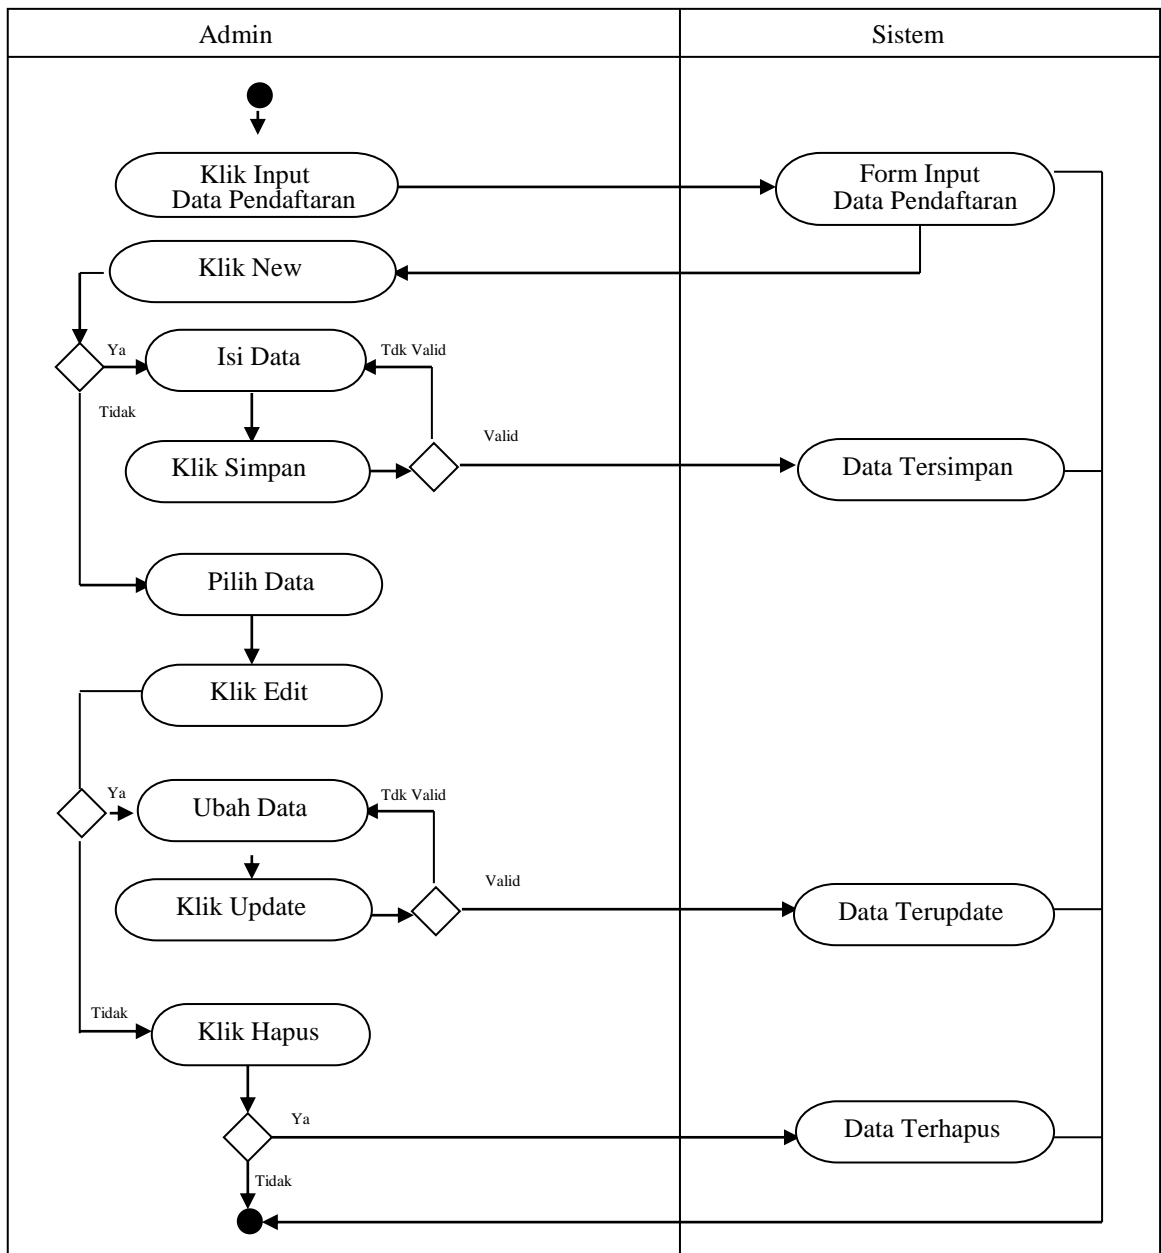 Admin
Sistem
Klik Input
Data Pendaftaran
Form Input
Data Pendaftaran
Klik New
Ya
Isi Data
Tdk Valid
Tidak
Klik Simpan
Valid
Data Tersimpan
Pilih Data
Klik Edit
Ya
Ubah Data
Tdk Valid
Klik Update
Valid
Data Terupdate
Tidak
Klik Hapus
Ya
Data Terhapus
Tidak